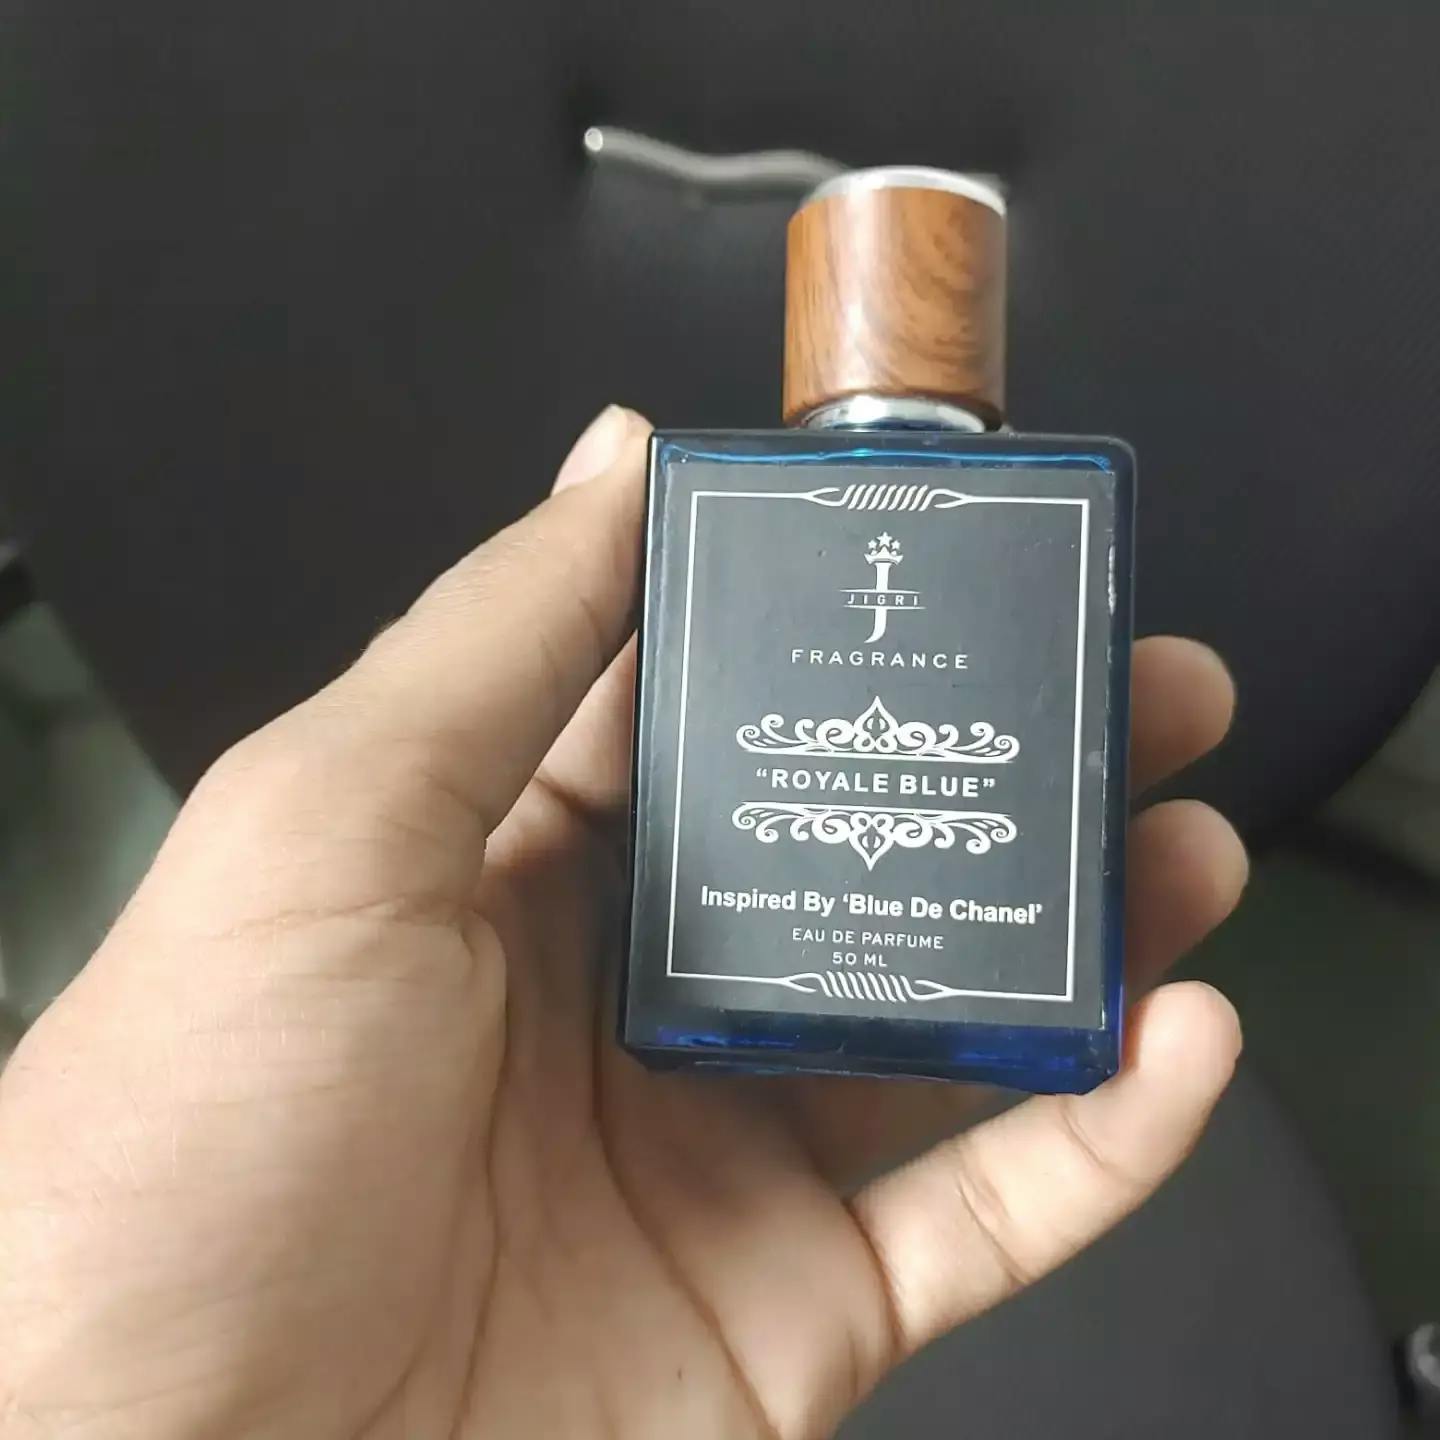 JIGRI
FRAGRANCE
“ROYALE BLUE”
Inspired By ‘Blue De Chanel’
EAU DE PARFUME
50 ML